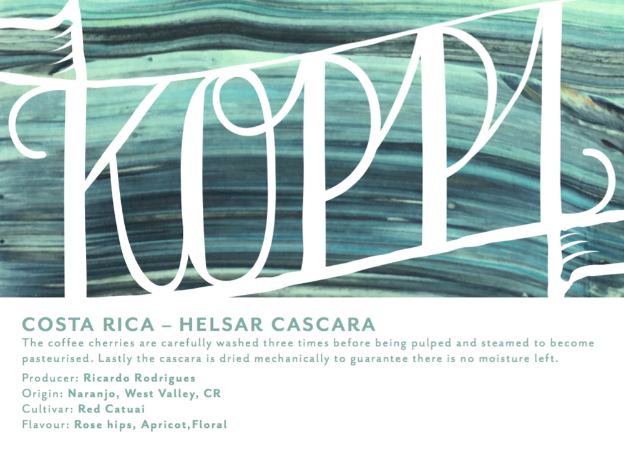 KOPPI
COSTA RICA – HELSAR CASCARA
The coffee cherries are carefully washed three times before being pulped and steamed to become
pasteurised. Lastly the cascara is dried mechanically to guarantee there is no moisture left.
Producer: Ricardo Rodrigues
Origin: Naranjo, West Valley, CR
Cultivar: Red Catuai
Flavour: Rose hips, Apricot,Floral